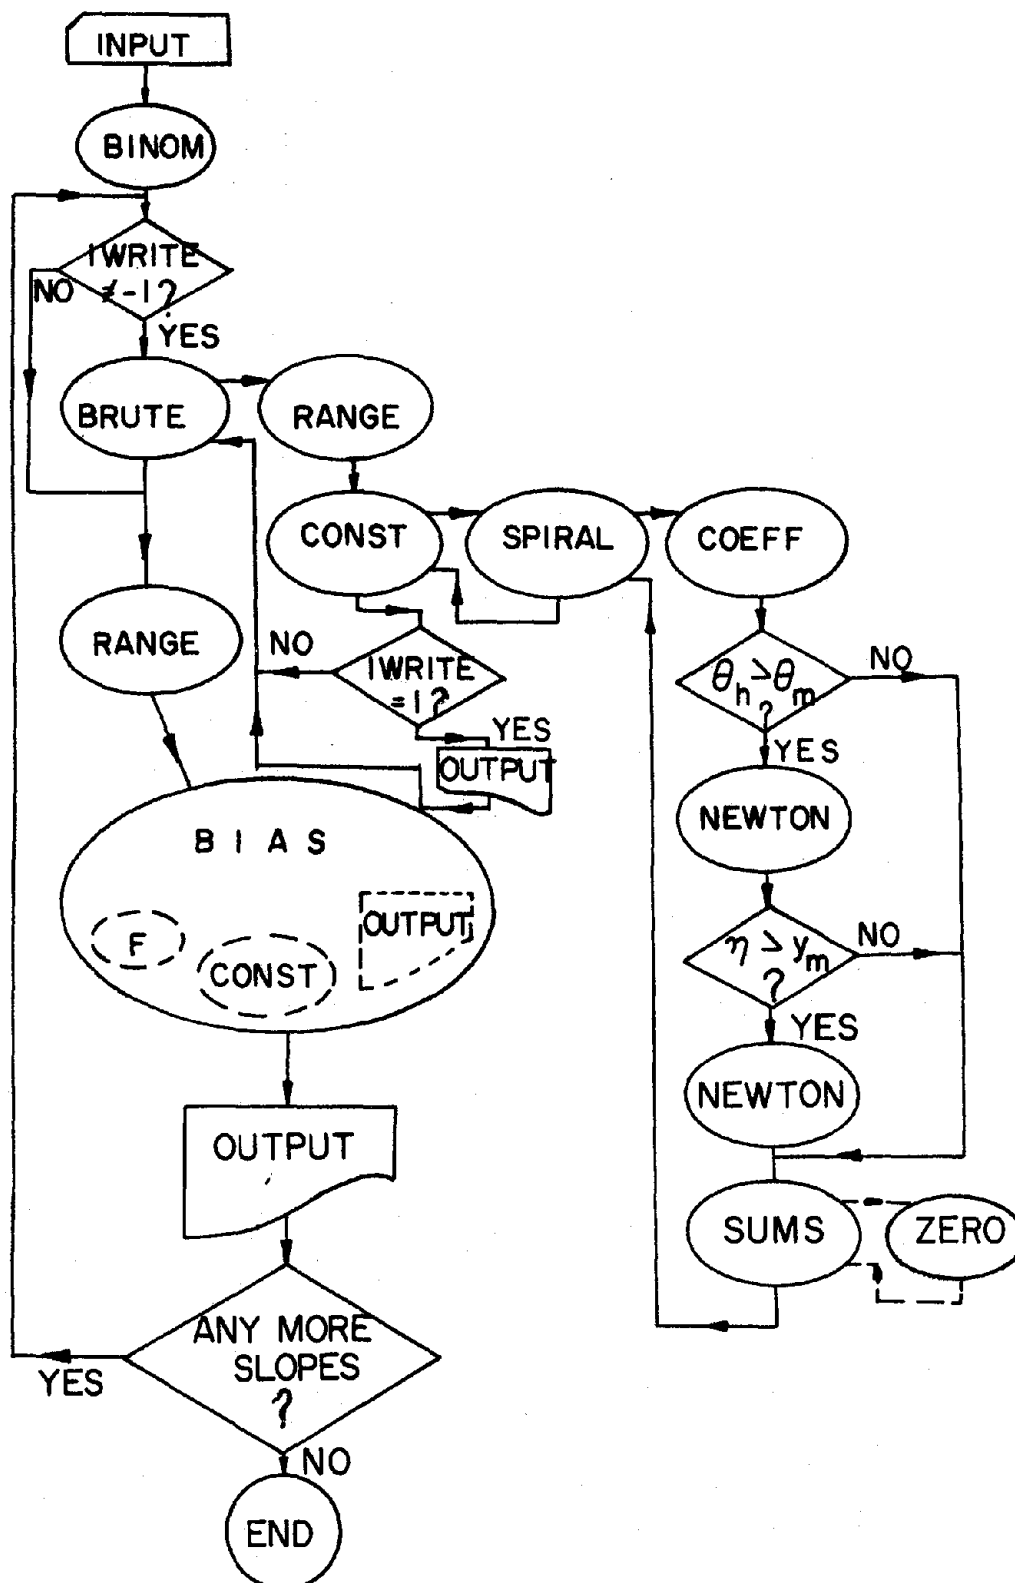 INPUT
BINOM
IWRITE
≠-1?
NO
YES
BRUTE
RANGE
CONST
SPIRAL
COEFF
RANGE
NO
IWRITE
=1?
YES
OUTPUT
θh>θm
?
NO
YES
NEWTON
BIAS
F
CONST
OUTPUT
η > ym
?
NO
YES
NEWTON
OUTPUT
SUMS
ZERO
ANY MORE
SLOPES
?
YES
NO
END